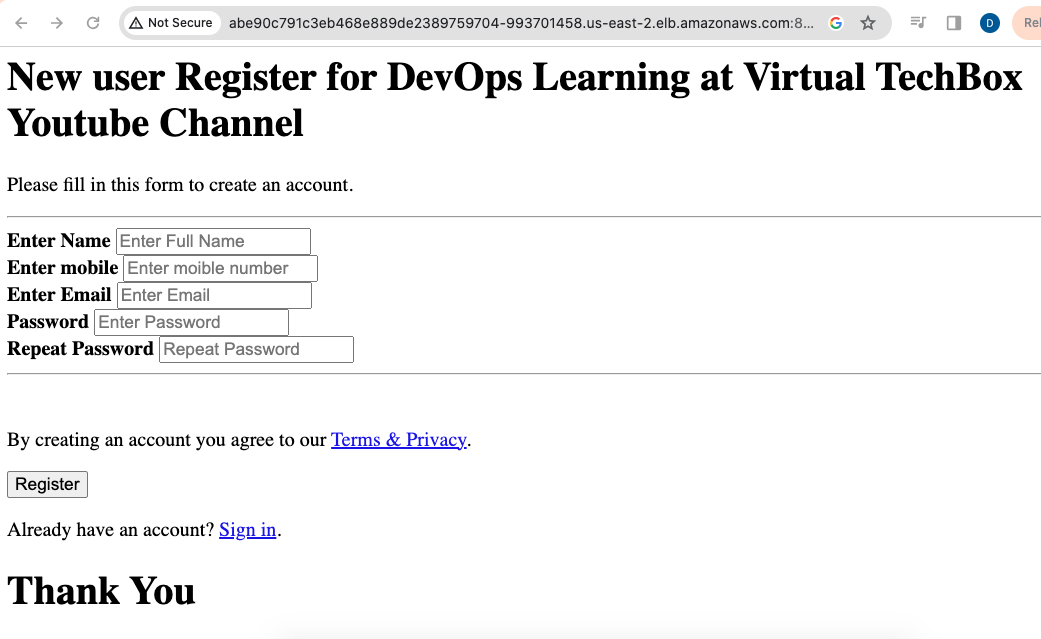 Not Secure abe90c791c3eb468e889de2389759704-993701458.us-east-2.elb.amazonaws.com:8... D Rel
New user Register for DevOps Learning at Virtual TechBox
Youtube Channel
Please fill in this form to create an account.
Enter Name Enter Full Name
Enter mobile Enter moible number
Enter Email Enter Email
Password Enter Password
Repeat Password Repeat Password
By creating an account you agree to our Terms & Privacy.
Register
Already have an account? Sign in.
Thank You